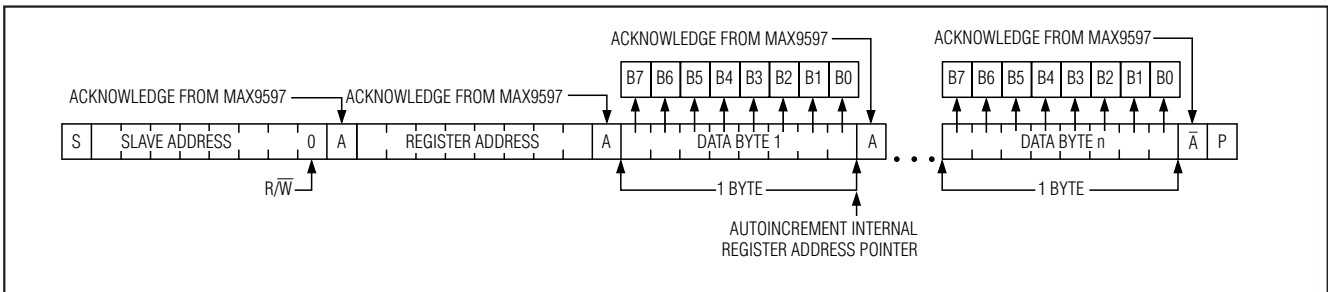 ACKNOWLEDGE FROM MAX9597
ACKNOWLEDGE FROM MAX9597
B7 B6 B5 B4 B3 B2 B1 B0
B7 B6 B5 B4 B3 B2 B1 B0
ACKNOWLEDGE FROM MAX9597
ACKNOWLEDGE FROM MAX9597
S SLAVE ADDRESS 0 A REGISTER ADDRESS A DATA BYTE 1 A • • • DATA BYTE n A̅ P
R/W̅
1 BYTE
1 BYTE
AUTOINCREMENT INTERNAL
REGISTER ADDRESS POINTER